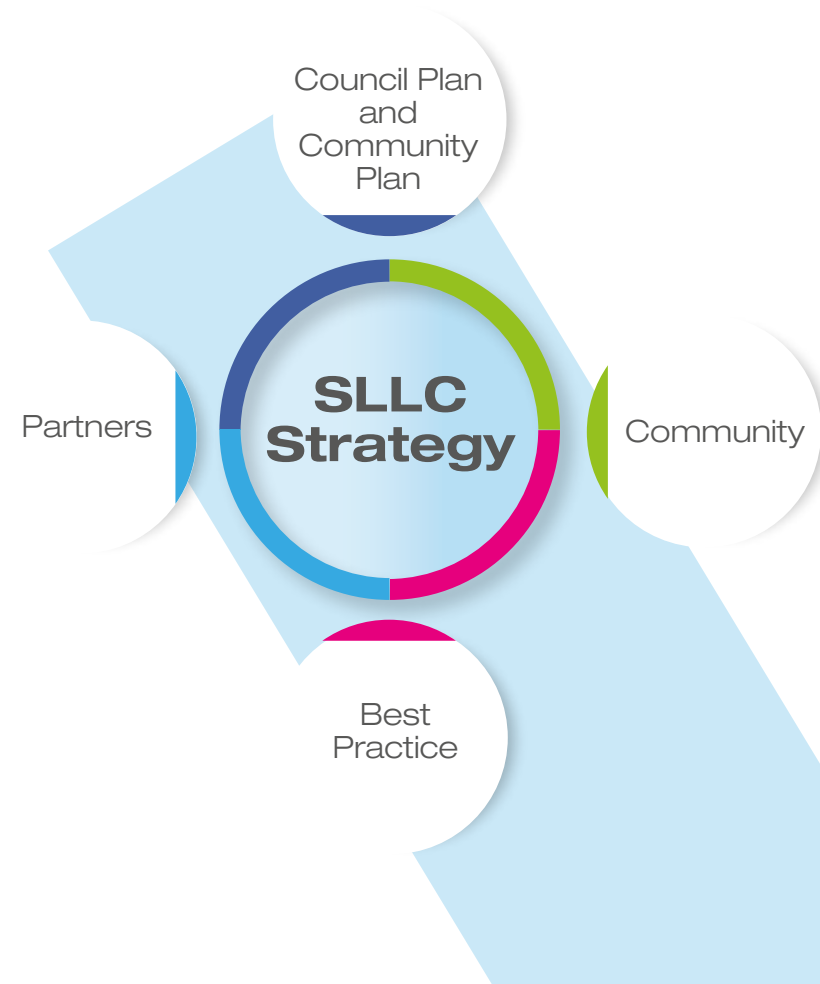 Council Plan
and
Community
Plan
SLLC
Strategy
Partners
Community
Best
Practice